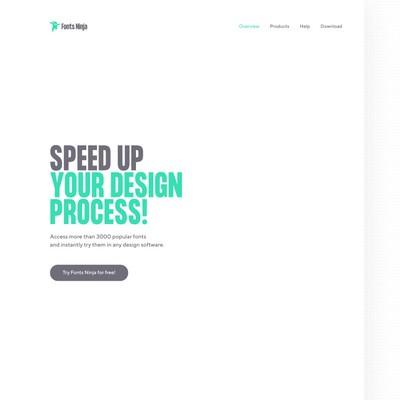 Fonts Ninja
Overview Products Help Download
SPEED UP
YOUR DESIGN
PROCESS!
Access more than 3000 popular fonts
and instantly try them in any design software.
Try Fonts Ninja for free!